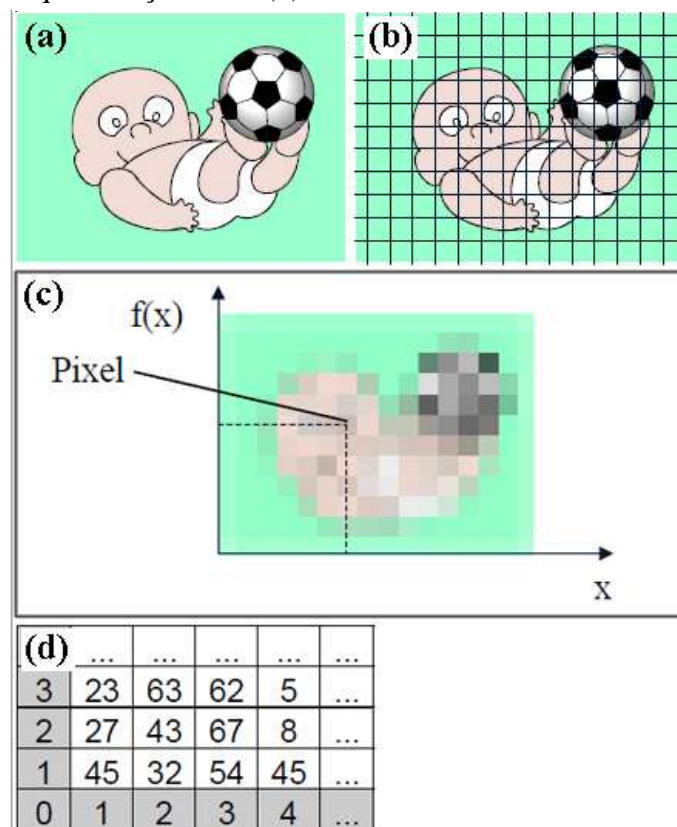 (a)
(b)
(c)
f(x)
Pixel
x
(d)
... ... ... ...
3 23 63 62 5 ...
2 27 43 67 8 ...
1 45 32 54 45 ...
0 1 2 3 4 ...